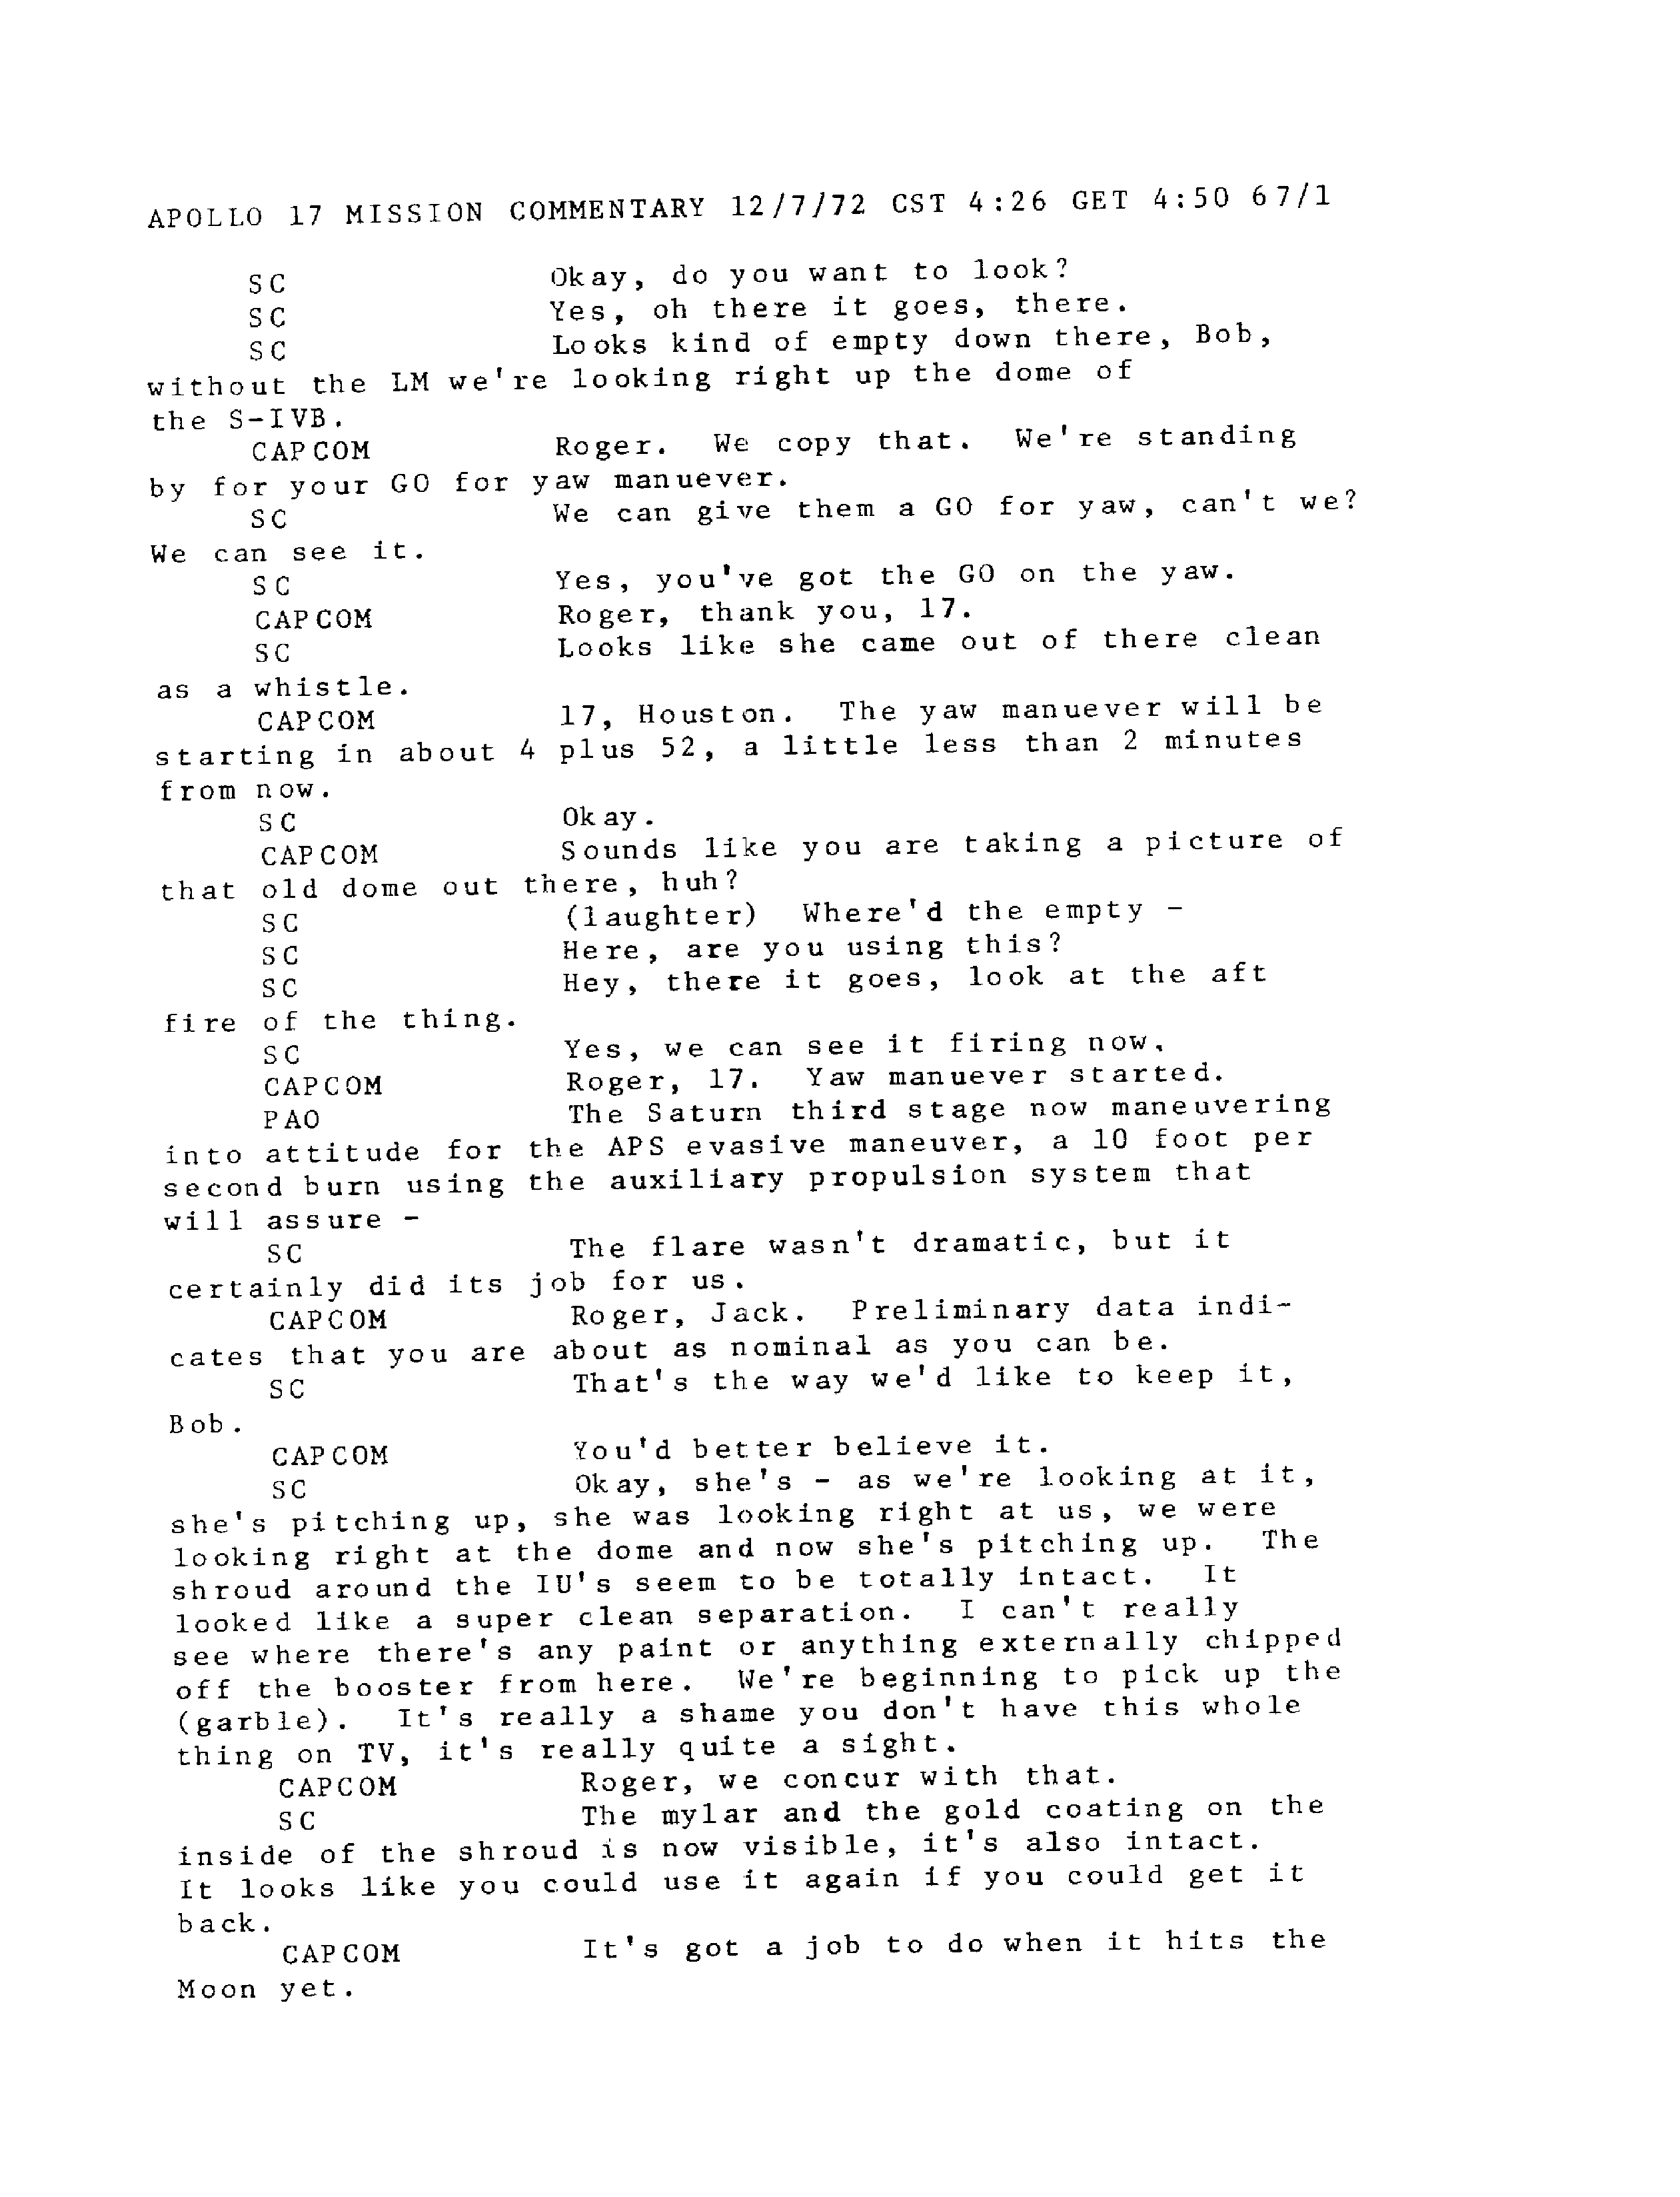 APOLLO 17 MISSION COMMENTARY 12/7/72 CST 4:26 GET 4:50 67/1
SC Okay, do you want to look?
SC Yes, oh there it goes, there.
SC Looks kind of empty down there, Bob,
without the LM we're looking right up the dome of
the S-IVB.
CAPCOM Roger. We copy that. We're standing
by for your GO for yaw manuever.
SC We can give them a GO for yaw, can't we?
We can see it.
SC Yes, you've got the GO on the yaw.
CAPCOM Roger, thank you, 17.
SC Looks like she came out of there clean
as a whistle.
CAPCOM 17, Houston. The yaw manuever will be
starting in about 4 plus 52, a little less than 2 minutes
from now.
SC Okay.
CAPCOM Sounds like you are taking a picture of
that old dome out there, huh?
SC (laughter) Where'd the empty -
SC Here, are you using this?
SC Hey, there it goes, look at the aft
fire of the thing.
SC Yes, we can see it firing now.
CAPCOM Roger, 17. Yaw manuever started.
PAO The Saturn third stage now maneuvering
into attitude for the APS evasive maneuver, a 10 foot per
second burn using the auxiliary propulsion system that
will assure -
SC The flare wasn't dramatic, but it
certainly did its job for us.
CAPCOM Roger, Jack. Preliminary data indi-
cates that you are about as nominal as you can be.
SC That's the way we'd like to keep it,
Bob.
CAPCOM You'd better believe it.
SC Okay, she's - as we're looking at it,
she's pitching up, she was looking right at us, we were
looking right at the dome and now she's pitching up. The
shroud around the IU's seem to be totally intact. It
looked like a super clean separation. I can't really
see where there's any paint or anything externally chipped
off the booster from here. We're beginning to pick up the
(garble). It's really a shame you don't have this whole
thing on TV, it's really quite a sight.
CAPCOM Roger, we concur with that.
SC The mylar and the gold coating on the
inside of the shroud is now visible, it's also intact.
It looks like you could use it again if you could get it
back.
CAPCOM It's got a job to do when it hits the
Moon yet.